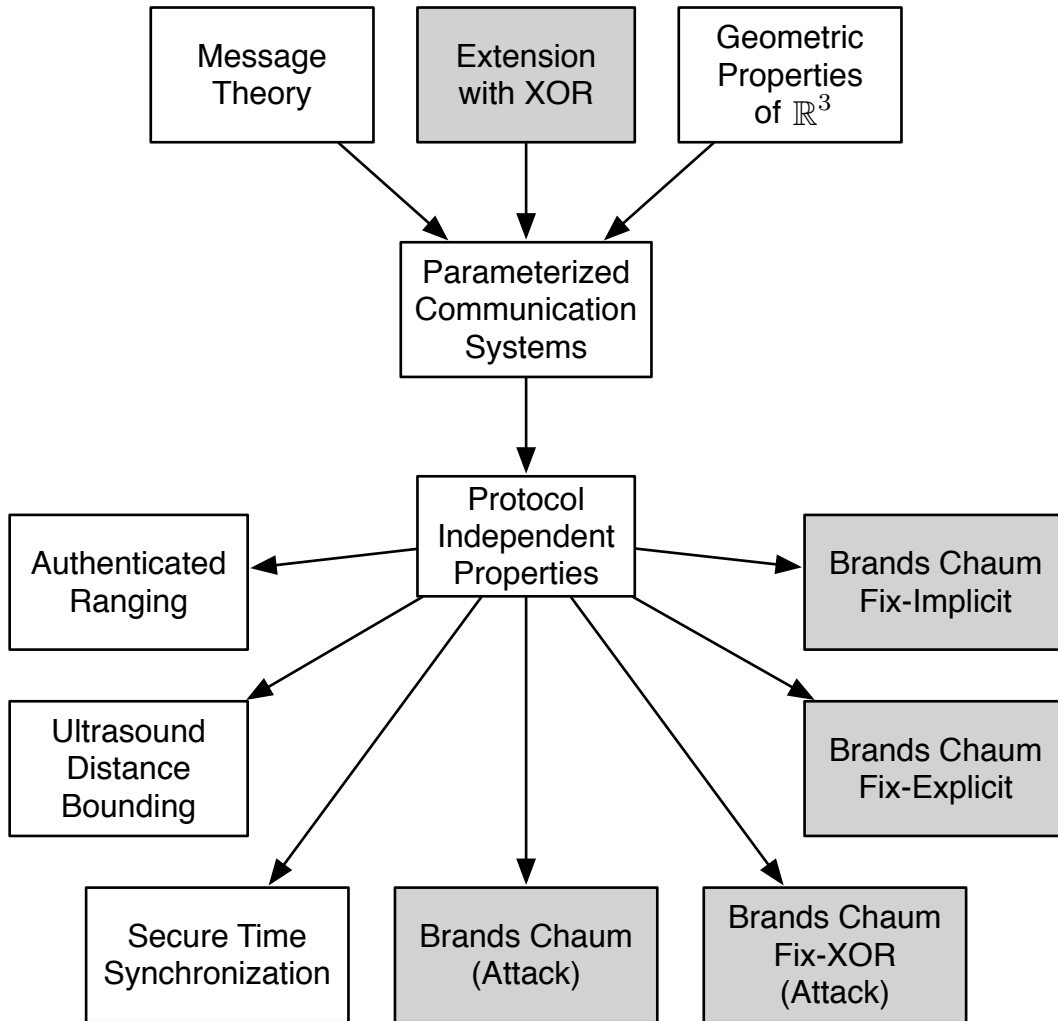 Message
Theory
Extension
with XOR
Geometric
Properties
of ℝ³
Parameterized
Communication
Systems
Protocol
Independent
Properties
Authenticated
Ranging
Brands Chaum
Fix-Implicit
Ultrasound
Distance
Bounding
Brands Chaum
Fix-Explicit
Secure Time
Synchronization
Brands Chaum
(Attack)
Brands Chaum
Fix-XOR
(Attack)